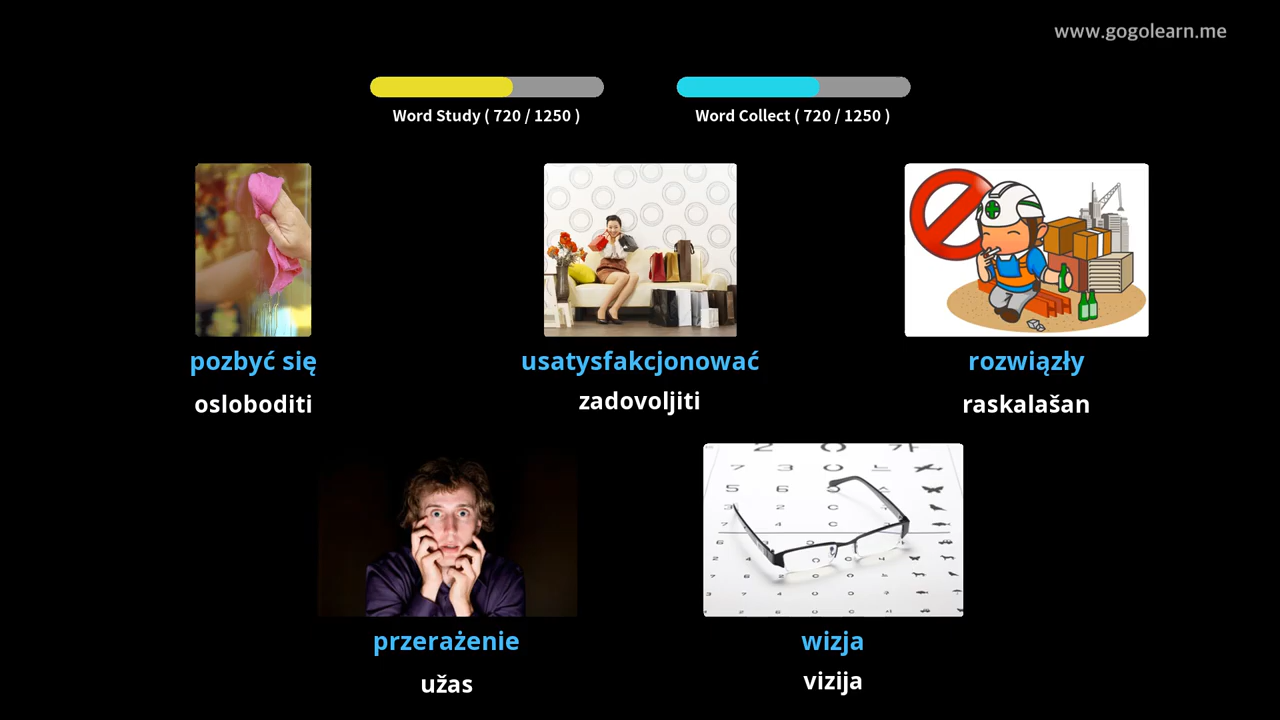 www.gogolearn.me
Word Study ( 720 / 1250 )
Word Collect ( 720 / 1250 )
pozbyć się
osloboditi
usatysfakcjonować
zadovoljiti
rozwiązły
raskalašan
przerażenie
užas
wizja
vizija